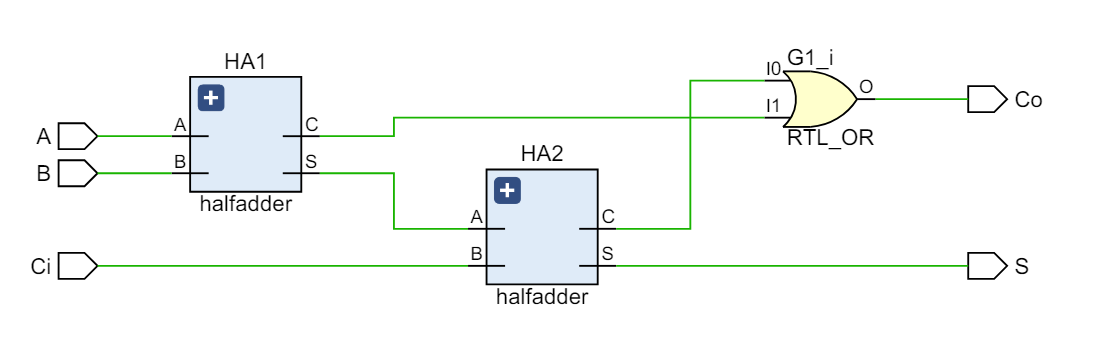 HA1
A
B
C
S
halfadder
A
B
Ci
HA2
A
B
C
S
halfadder
G1_i
I0
I1
O
RTL_OR
Co
S